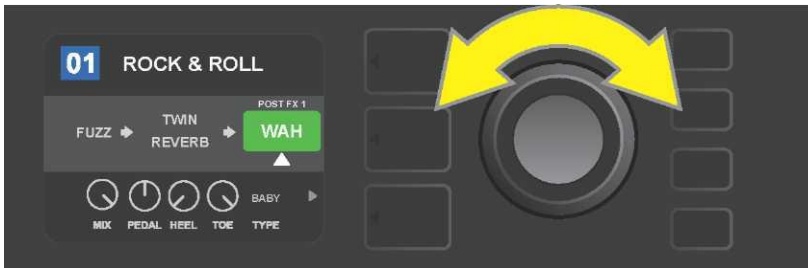 01 ROCK & ROLL
POST FX 1
FUZZ TWIN REVERB WAH
MIX PEDAL HEEL TOE BABY TYPE